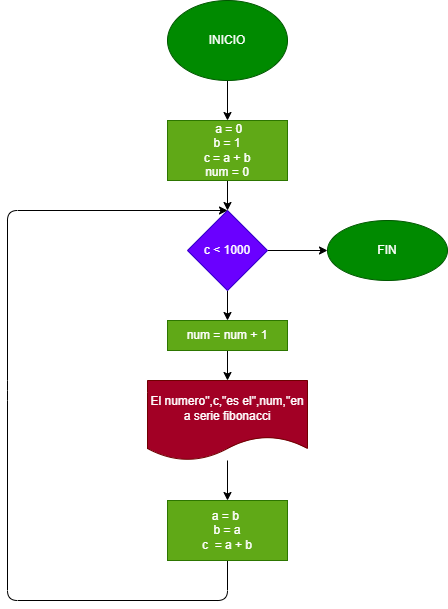 INICIO
a = 0
b = 1
c = a + b
num = 0
c < 1000
FIN
num = num + 1
El numero",c,"es el",num,"en
a serie fibonacci
a = b
b = a
c = a + b